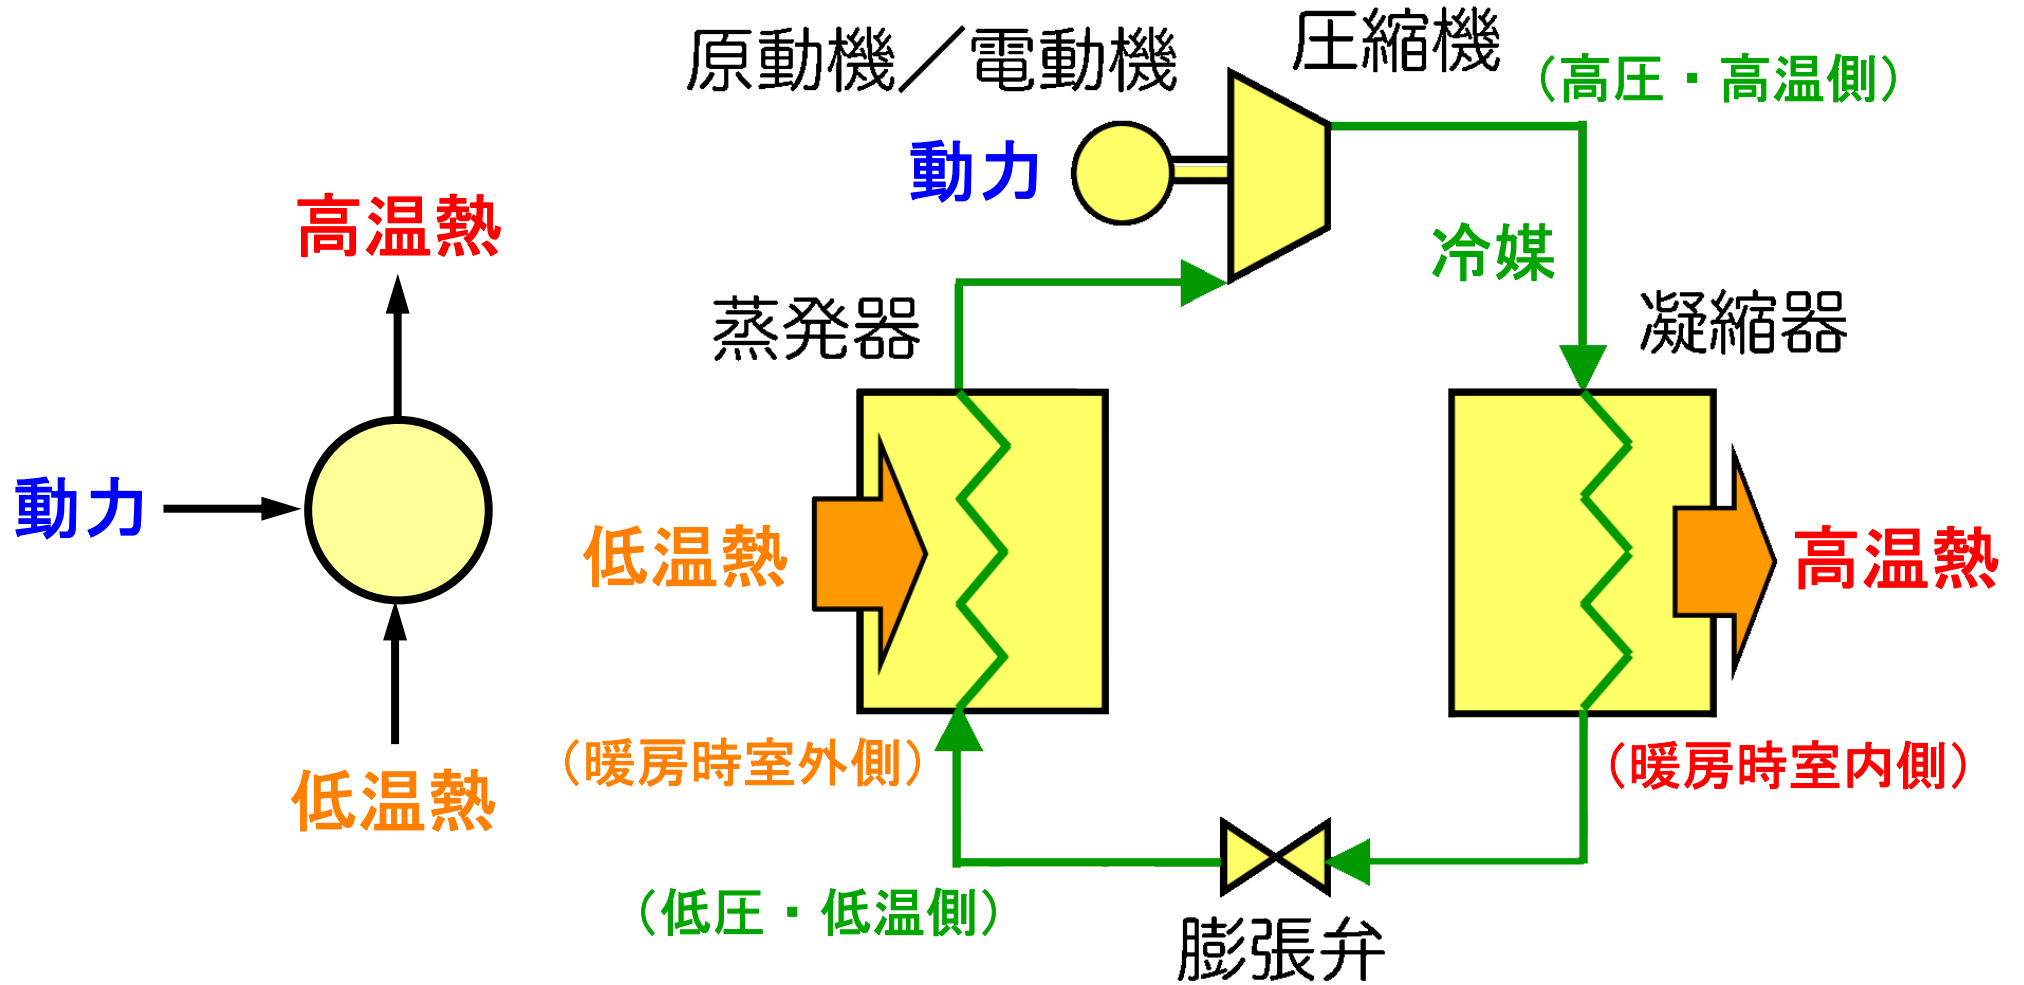 高温熱
動力
低温熱
原動機／電動機
圧縮機
（高圧・高温側）
動力
冷媒
蒸発器
凝縮器
低温熱
高温熱
（暖房時室外側）
（暖房時室内側）
（低圧・低温側）
膨張弁